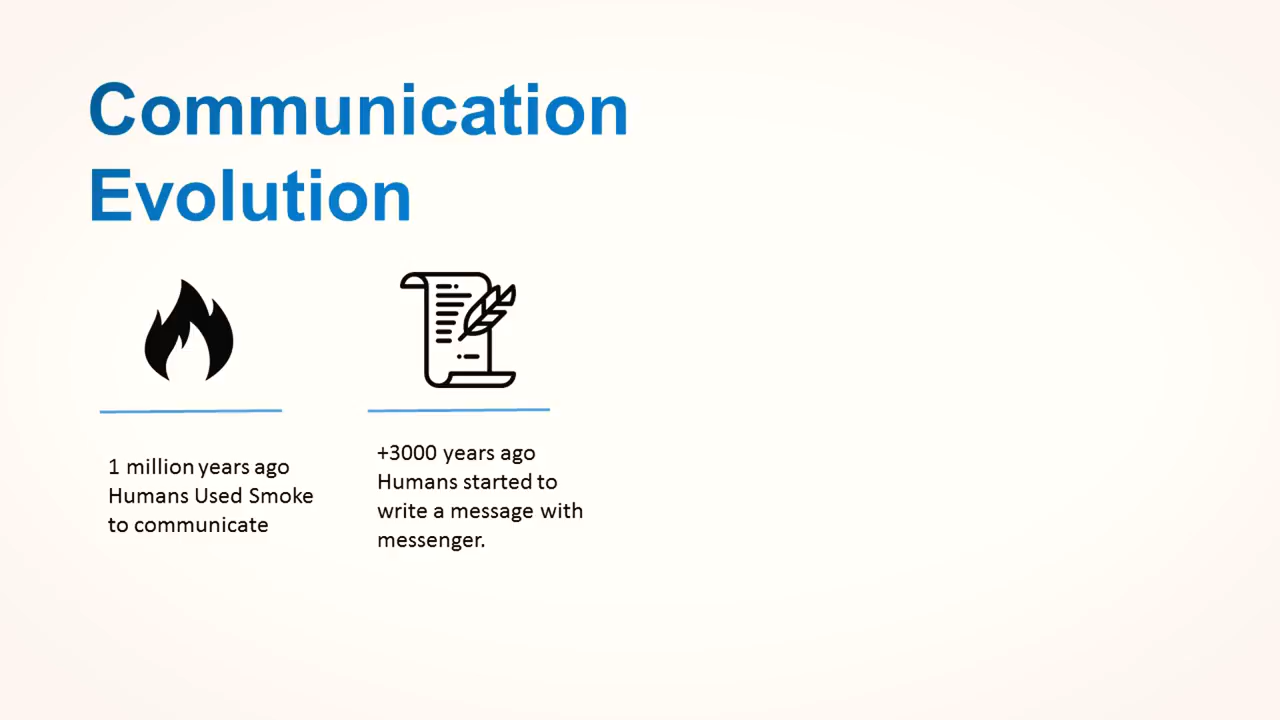 Communication
Evolution
1 million years ago
Humans Used Smoke
to communicate
+3000 years ago
Humans started to
write a message with
messenger.